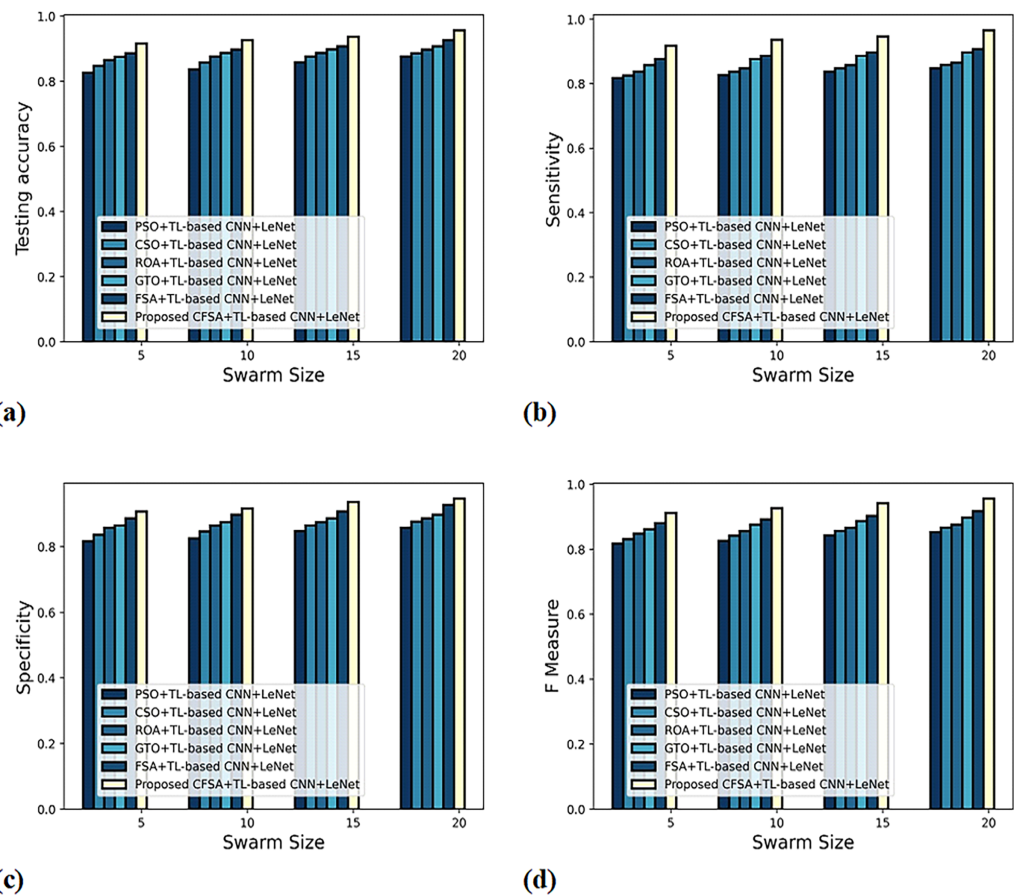 1.0
0.8
0.6
0.4
0.2
0.0
Testing accuracy
PSO+TL-based CNN+LeNet
CSO+TL-based CNN+LeNet
ROA+TL-based CNN+LeNet
GTO+TL-based CNN+LeNet
FSA+TL-based CNN+LeNet
Proposed CFSA+TL-based CNN+LeNet
5 10 15 20
Swarm Size
(a)
1.0
0.8
0.6
0.4
0.2
0.0
Sensitivity
PSO+TL-based CNN+LeNet
CSO+TL-based CNN+LeNet
ROA+TL-based CNN+LeNet
GTO+TL-based CNN+LeNet
FSA+TL-based CNN+LeNet
Proposed CFSA+TL-based CNN+LeNet
5 10 15 20
Swarm Size
(b)
0.8
0.6
0.4
0.2
0.0
Specificity
PSO+TL-based CNN+LeNet
CSO+TL-based CNN+LeNet
ROA+TL-based CNN+LeNet
GTO+TL-based CNN+LeNet
FSA+TL-based CNN+LeNet
Proposed CFSA+TL-based CNN+LeNet
5 10 15 20
Swarm Size
(c)
1.0
0.8
0.6
0.4
0.2
0.0
F Measure
PSO+TL-based CNN+LeNet
CSO+TL-based CNN+LeNet
ROA+TL-based CNN+LeNet
GTO+TL-based CNN+LeNet
FSA+TL-based CNN+LeNet
Proposed CFSA+TL-based CNN+LeNet
5 10 15 20
Swarm Size
(d)